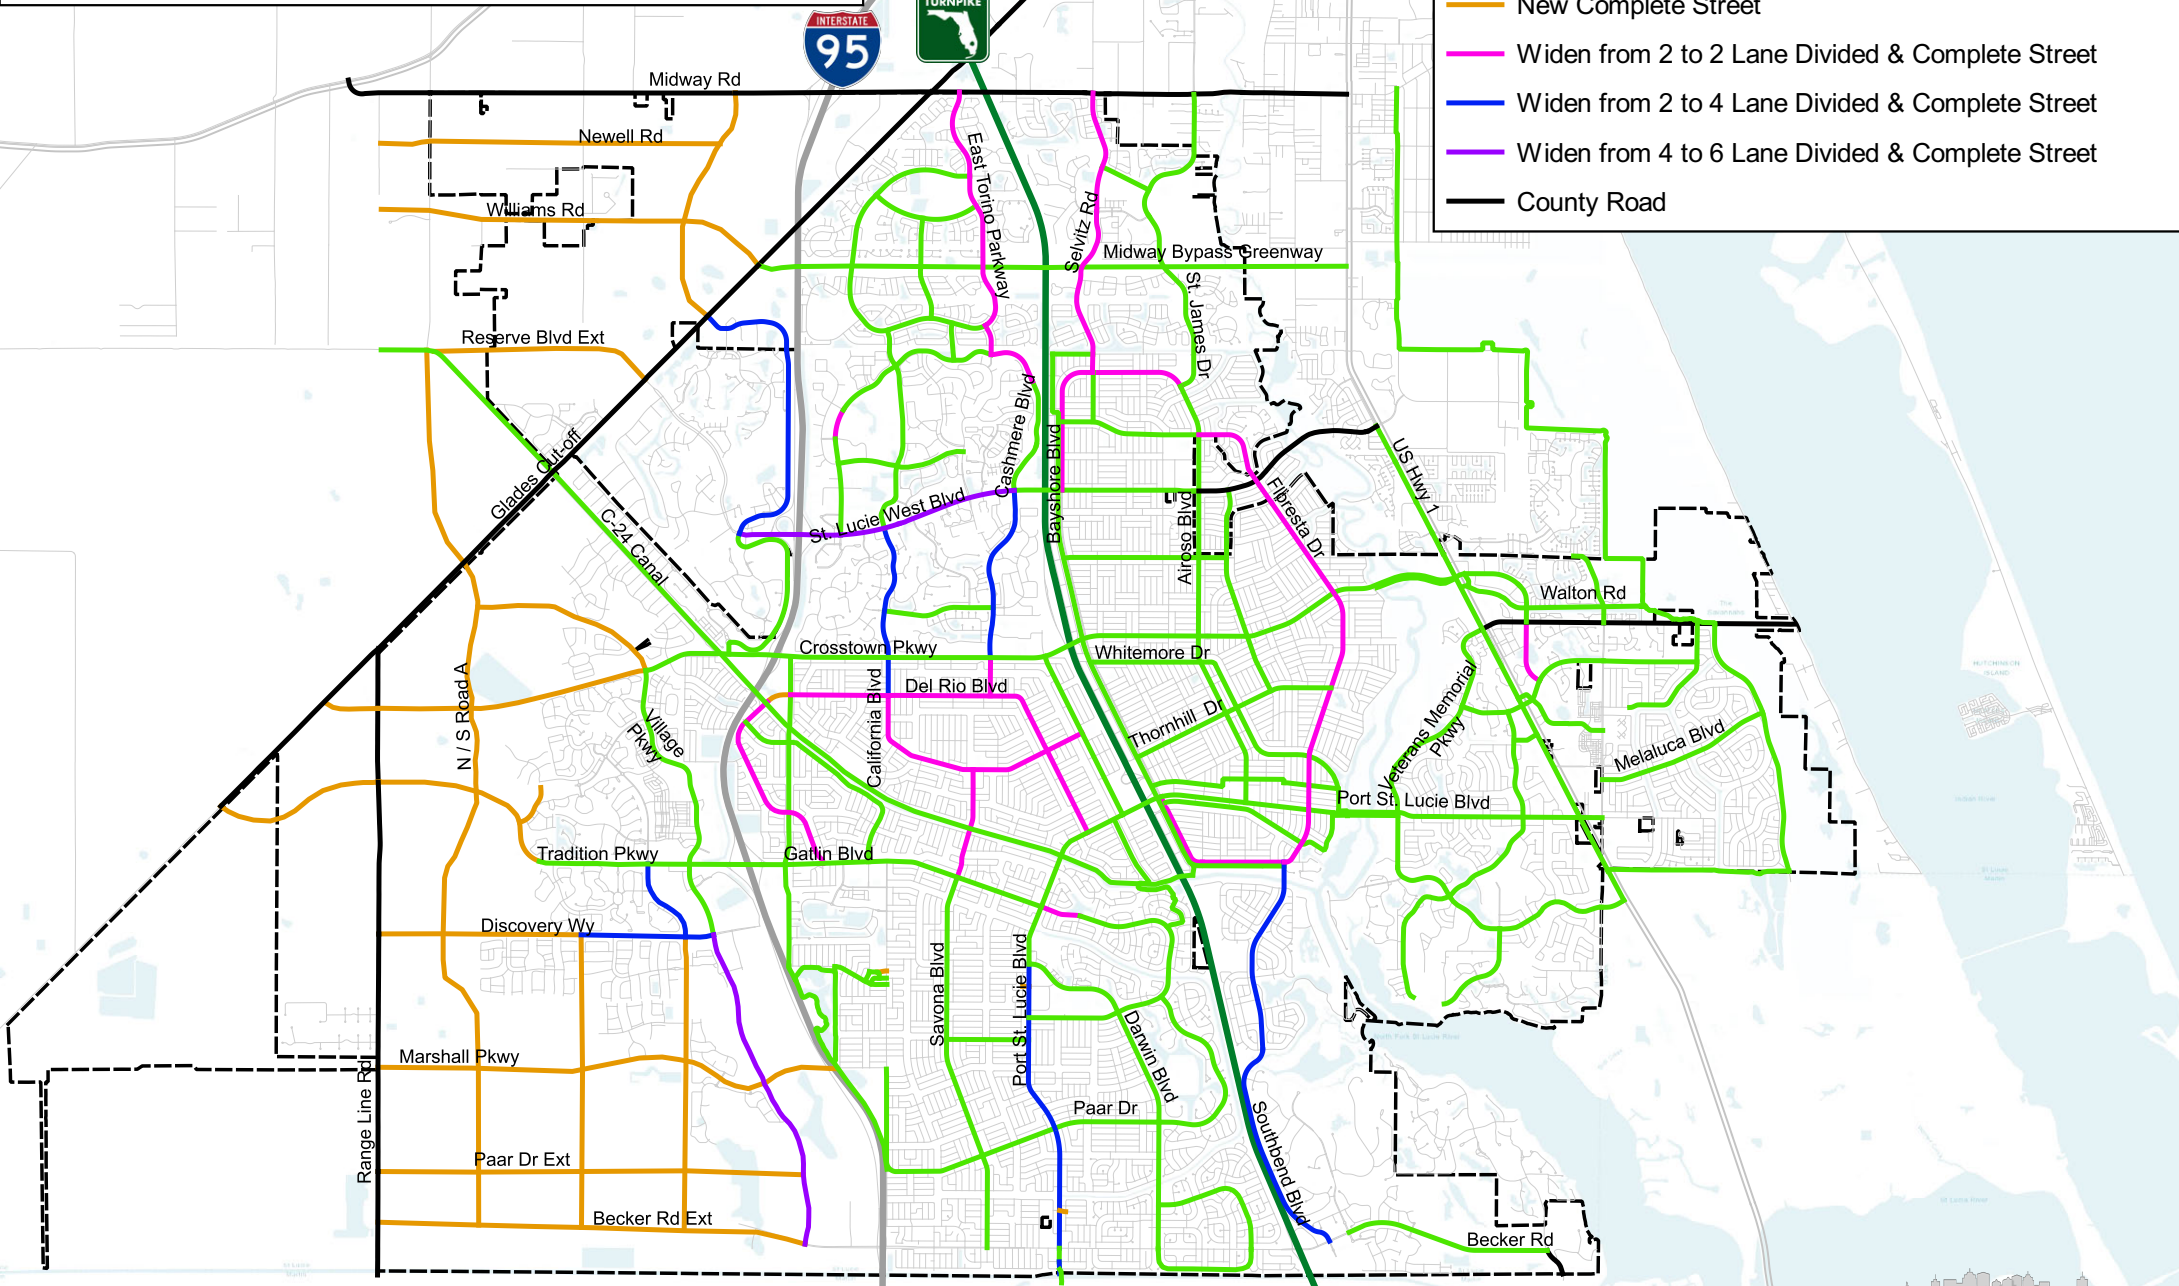 TURNPIKE
INTERSTATE
95
New Complete Street
Widen from 2 to 2 Lane Divided & Complete Street
Widen from 2 to 4 Lane Divided & Complete Street
Widen from 4 to 6 Lane Divided & Complete Street
County Road
Midway Rd
Newell Rd
East Torino Parkway
Williams Rd
Selvitz Rd
Midway Bypass Greenway
St. James Dr
Reserve Blvd Ext
Cashmere Blvd
Glades Cut-off
Bayshore Blvd
US Hwy 1
C-24 Canal
St. Lucie West Blvd
Airoso Blvd
Floresta Dr
Walton Rd
Crosstown Pkwy
Whitemore Dr
HUTCHINSON
ISLAND
N / S Road A
California Blvd
Del Rio Blvd
Village
Pkwy
Thornhill Dr
Veterans Memorial
Pkwy
Melaluca Blvd
Port St. Lucie Blvd
Tradition Pkwy
Gatlin Blvd
Discovery Wy
Savona Blvd
Port St. Lucie Blvd
Darwin Blvd
Marshall Pkwy
Range Line Rd
Paar Dr
Southbend Blvd
Paar Dr Ext
Becker Rd Ext
Becker Rd